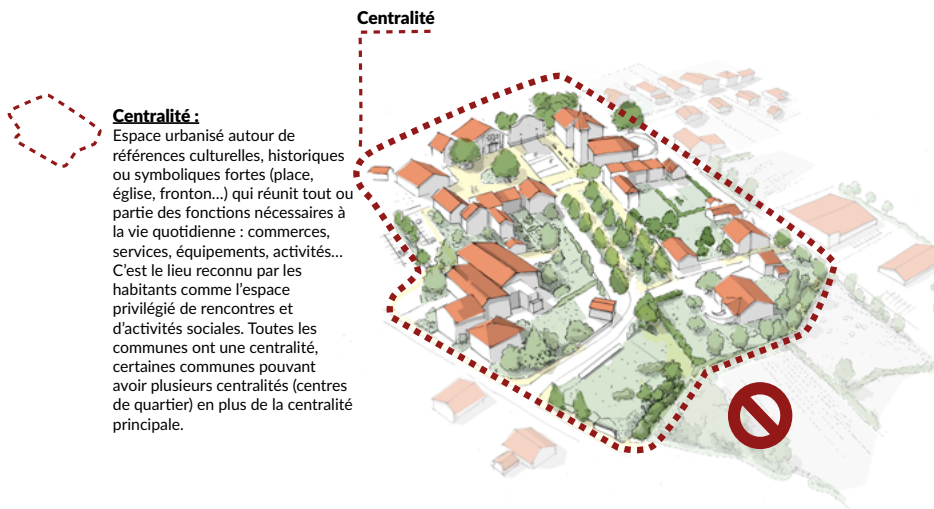 Centralité
Centralité :
Espace urbanisé autour de
références culturelles, historiques
ou symboliques fortes (place,
église, fronton...) qui réunit tout ou
partie des fonctions nécessaires à
la vie quotidienne : commerces,
services, équipements, activités...
C’est le lieu reconnu par les
habitants comme l’espace
privilégié de rencontres et
d’activités sociales. Toutes les
communes ont une centralité,
certaines communes pouvant
avoir plusieurs centralités (centres
de quartier) en plus de la centralité
principale.